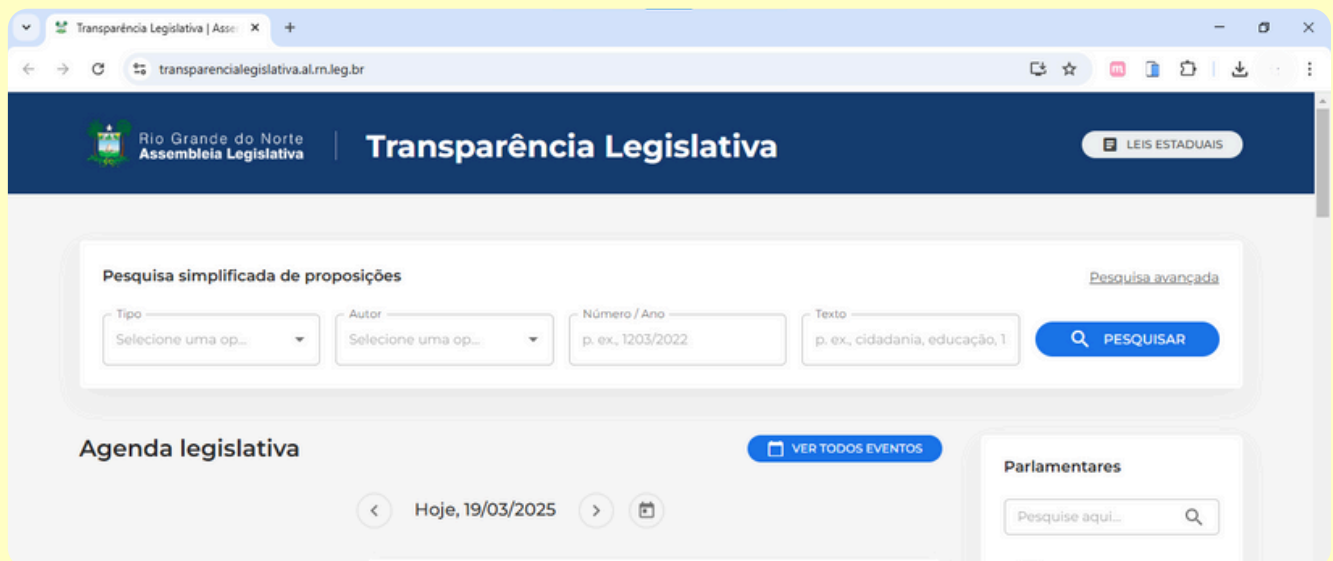 Transparência Legislativa | Asse
transparencialegislativa.al.rn.leg.br
Rio Grande do Norte
Assembleia Legislativa
Transparência Legislativa
LEIS ESTADUAIS
Pesquisa simplificada de proposições
Pesquisa avançada
Tipo
Autor
Número / Ano
Texto
Selecione uma op...
Selecione uma op...
p. ex., 1203/2022
p. ex., cidadania, educação, 1
PESQUISAR
Agenda legislativa
VER TODOS EVENTOS
Hoje, 19/03/2025
Parlamentares
Pesquise aqui...